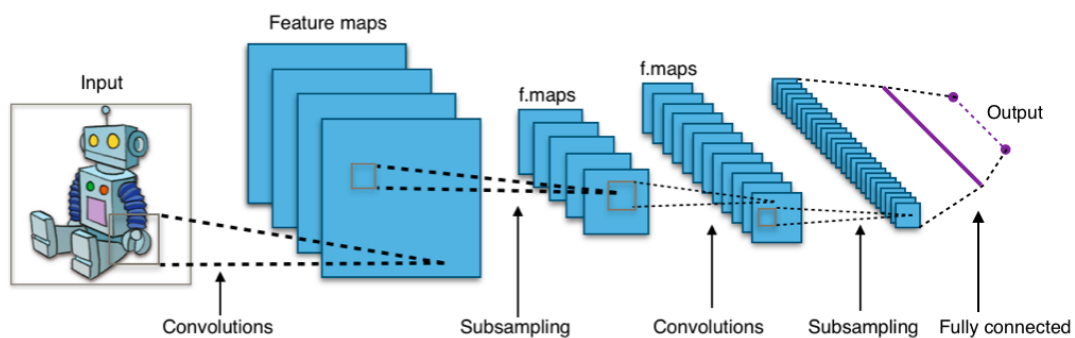 Feature maps
f.maps
Input
f.maps
Output
Convolutions
Subsampling
Convolutions
Subsampling
Fully connected